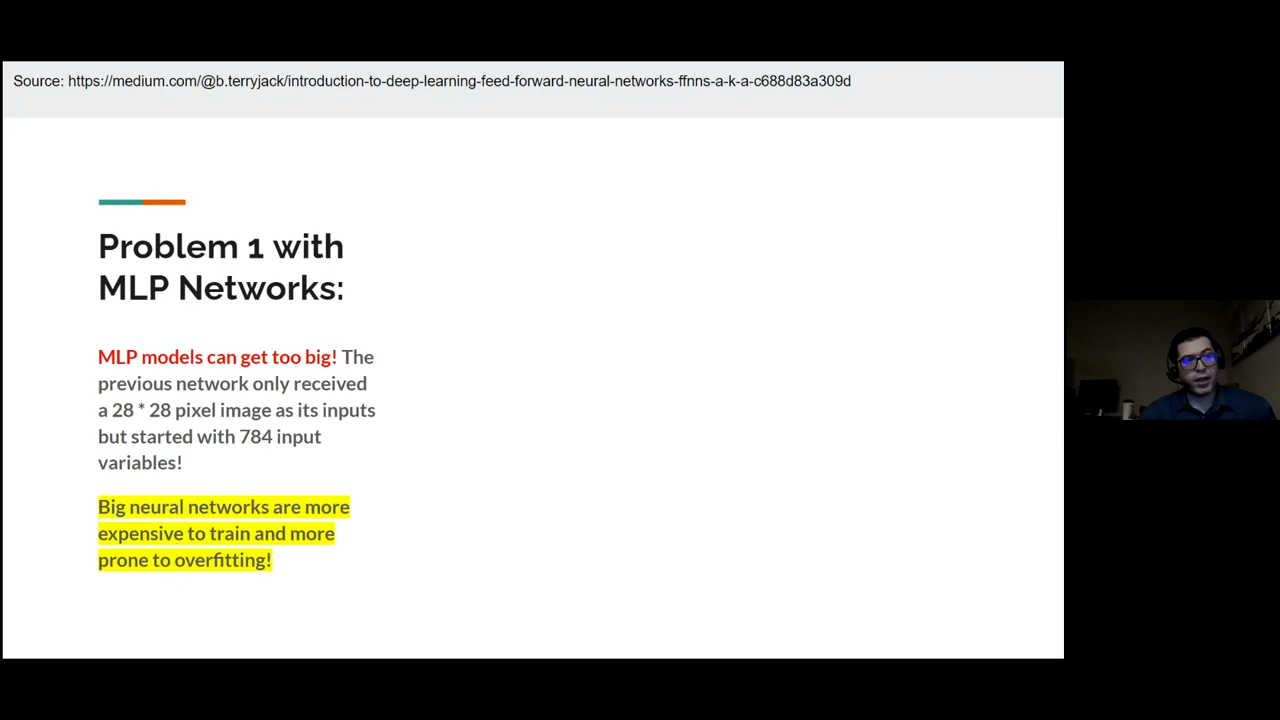 Source: https://medium.com/@b.terryjack/introduction-to-deep-learning-feed-forward-neural-networks-ffnns-a-k-a-c688d83a309d
Problem 1 with
MLP Networks:
MLP models can get too big! The
previous network only received
a 28 * 28 pixel image as its inputs
but started with 784 input
variables!
Big neural networks are more
expensive to train and more
prone to overfitting!